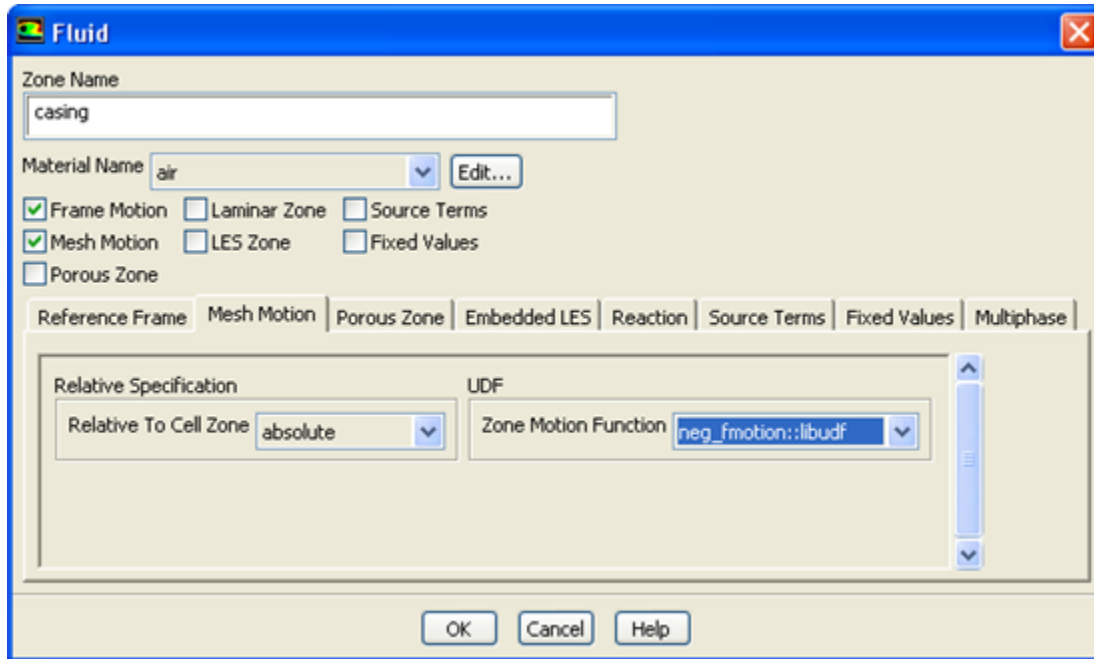 Fluid
Zone Name
casing
Material Name air Edit...
Frame Motion Laminar Zone Source Terms
Mesh Motion LES Zone Fixed Values
Porous Zone
Reference Frame Mesh Motion Porous Zone Embedded LES Reaction Source Terms Fixed Values Multiphase
Relative Specification UDF
Relative To Cell Zone absolute Zone Motion Function neg_fmotion::libudf
OK Cancel Help